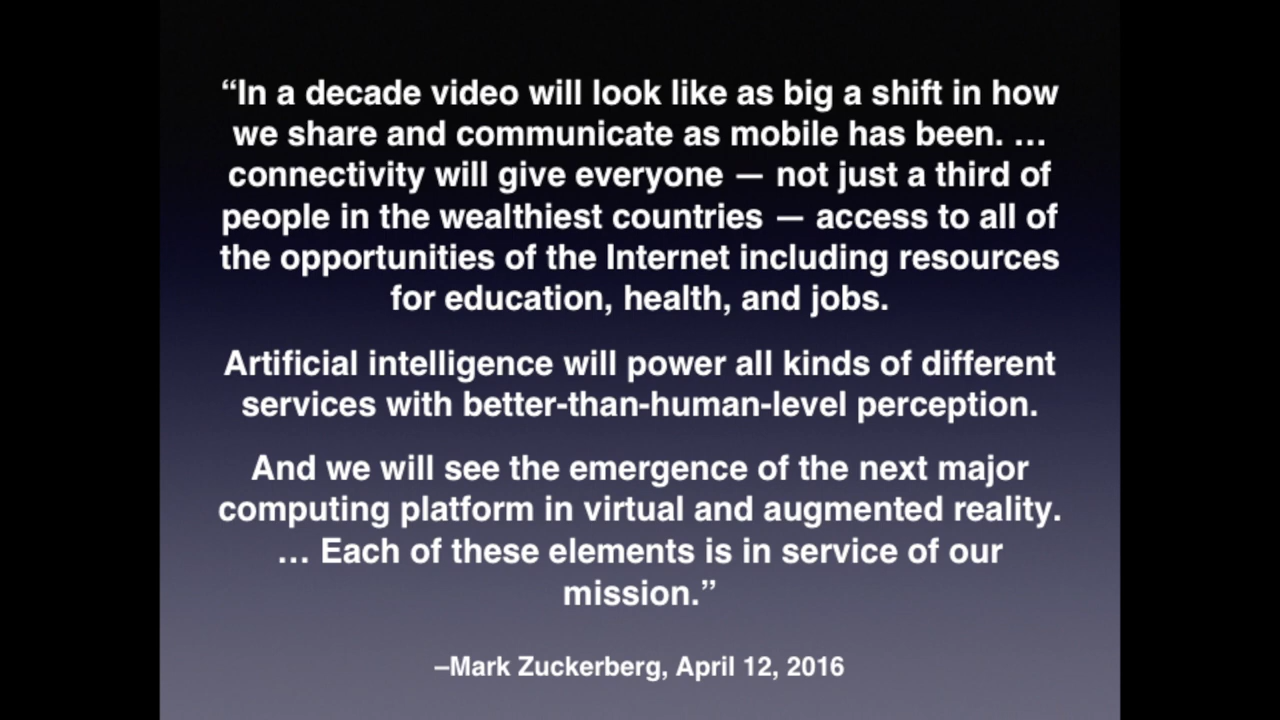 “In a decade video will look like as big a shift in how
we share and communicate as mobile has been. …
connectivity will give everyone — not just a third of
people in the wealthiest countries — access to all of
the opportunities of the Internet including resources
for education, health, and jobs.
Artificial intelligence will power all kinds of different
services with better-than-human-level perception.
And we will see the emergence of the next major
computing platform in virtual and augmented reality.
… Each of these elements is in service of our
mission.”
–Mark Zuckerberg, April 12, 2016